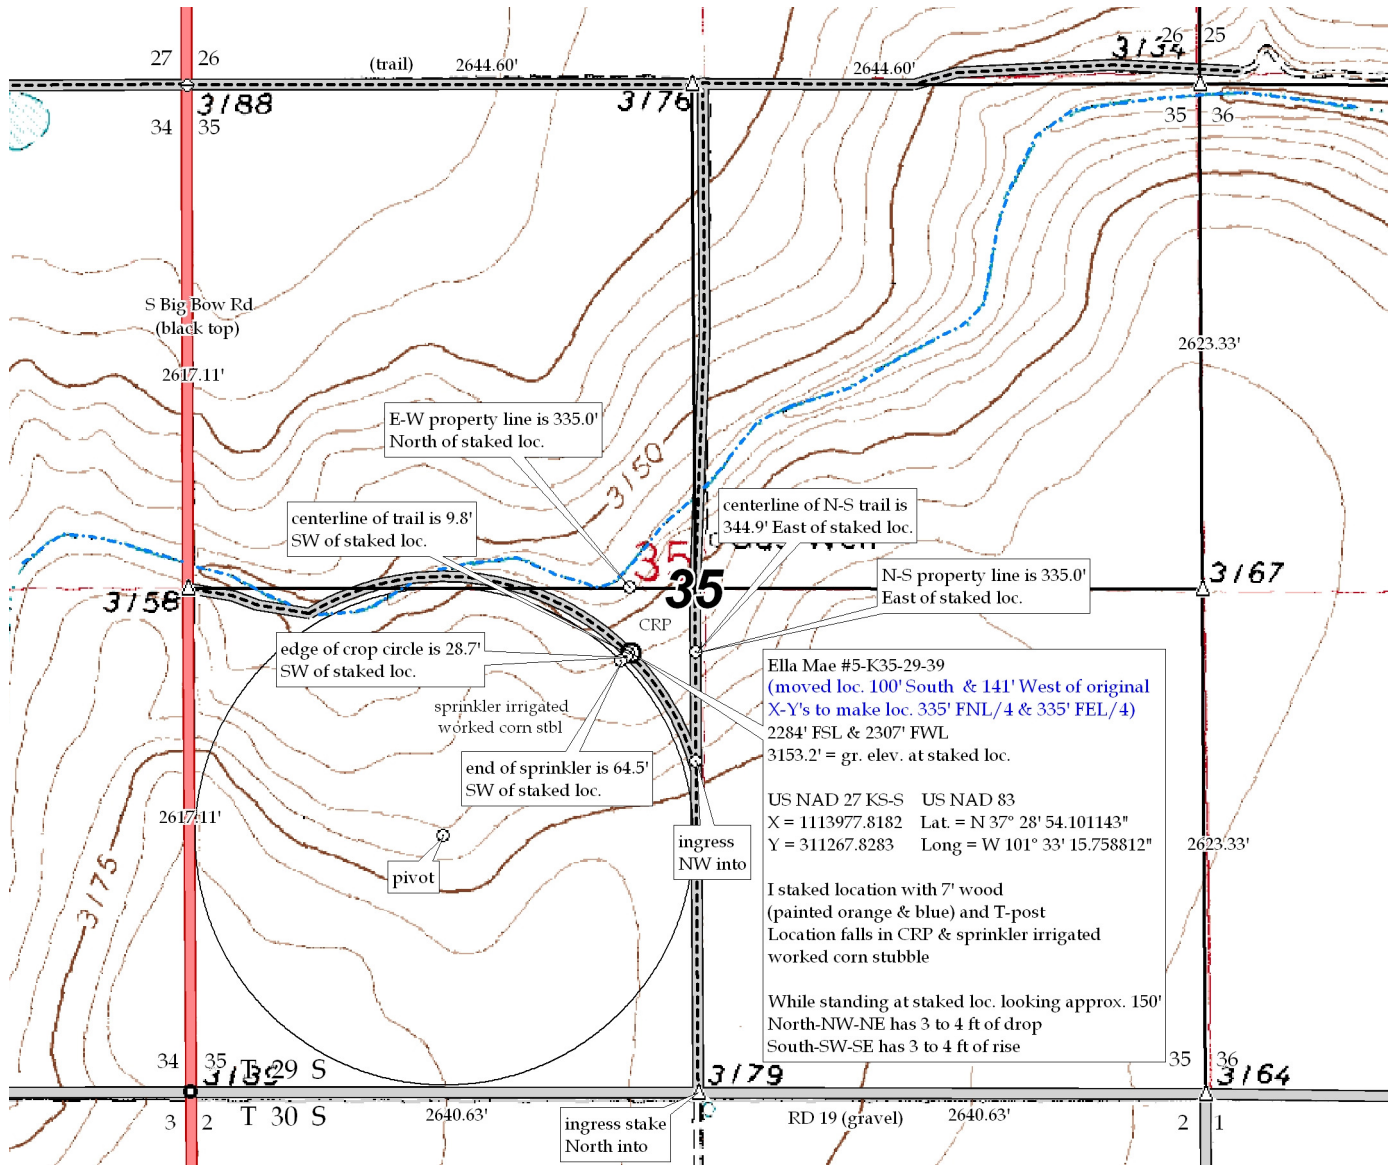 27 26
(trail)
2644.60'
2644.60'
26 25
3134
3188
3176
34 35
35 36
S Big Bow Rd
(black top)
2617.11'
2623.33'
E-W property line is 335.0'
North of staked loc.
3150
centerline of trail is 9.8'
SW of staked loc.
centerline of N-S trail is
344.9' East of staked loc.
Gas Well
35
35
N-S property line is 335.0'
East of staked loc.
3158
3167
CRP
edge of crop circle is 28.7'
SW of staked loc.
sprinkler irrigated
worked corn stbl
end of sprinkler is 64.5'
SW of staked loc.
Ella Mae #5-K35-29-39
(moved loc. 100' South & 141' West of original
X-Y's to make loc. 335' FNL/4 & 335' FEL/4)
2284' FSL & 2307' FWL
3153.2' = gr. elev. at staked loc.
US NAD 27 KS-S US NAD 83
X = 1113977.8182 Lat. = N 37° 28' 54.101143"
Y = 311267.8283 Long = W 101° 33' 15.758812"
I staked location with 7' wood
(painted orange & blue) and T-post
Location falls in CRP & sprinkler irrigated
worked corn stubble
While standing at staked loc. looking approx. 150'
North-NW-NE has 3 to 4 ft of drop
South-SW-SE has 3 to 4 ft of rise
2617.11'
2623.33'
ingress
NW into
pivot
3175
34 35
T 29 S
35 36
3179
3164
3 2
T 30 S
2640.63'
ingress stake
North into
RD 19 (gravel)
2640.63'
2 1